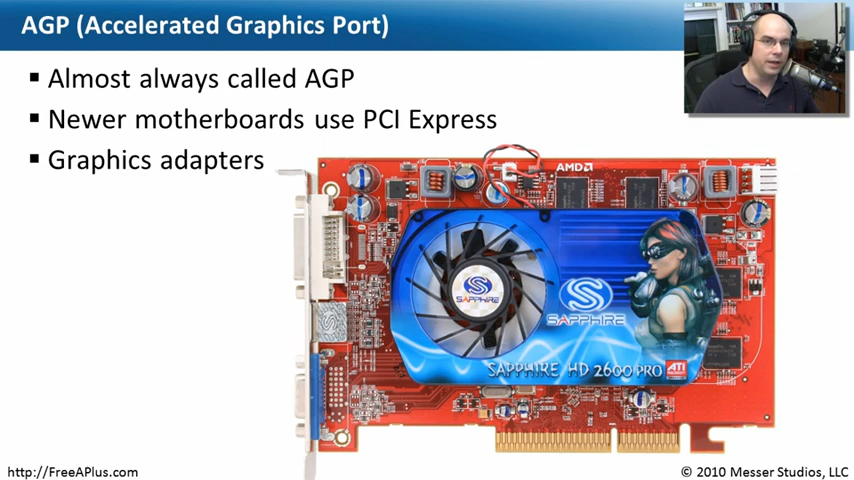 AGP (Accelerated Graphics Port)
▪ Almost always called AGP
▪ Newer motherboards use PCI Express
▪ Graphics adapters
AMD
SAPPHIRE
SAPPHIRE
SAPPHIRE HD 2600 PRO
ATI
http://FreeAPlus.com
© 2010 Messer Studios, LLC